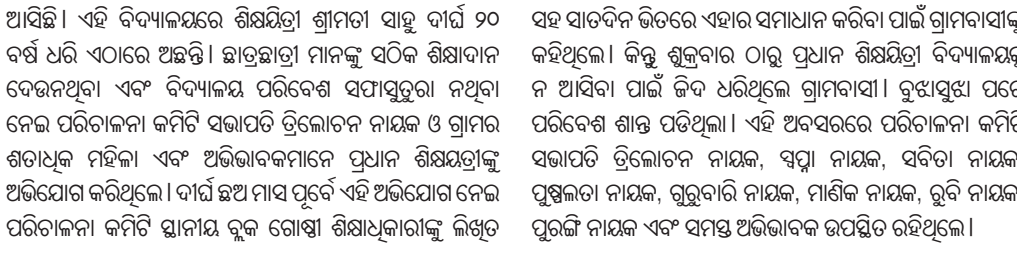 ଆସିଛି। ଏହି ବିଦ୍ୟାଳୟରେ ଶିକ୍ଷୟିତ୍ରୀ ଶ୍ରୀମତୀ ସାହୁ ଦୀର୍ଘ ୨୦
ବର୍ଷ ଧରି ଏଠାରେ ଅଛନ୍ତି। ଛାତ୍ରଛାତ୍ରୀ ମାନଙ୍କୁ ସଠିକ ଶିକ୍ଷାଦାନ
ଦେଉନଥିବା ଏବଂ ବିଦ୍ୟାଳୟ ପରିବେଶ ସଫାସୁତୁରା ନଥିବା
ନେଇ ପରିଚାଳନା କମିଟି ସଭାପତି ତ୍ରିଲୋଚନ ନାୟକ ଓ ଗ୍ରାମର
ଶତାଧିକ ମହିଳା ଏବଂ ଅଭିଭାବକମାନେ ପ୍ରଧାନ ଶିକ୍ଷୟତ୍ରୀଙ୍କୁ
ଅଭିଯୋଗ କରିଥିଲେ। ଦୀର୍ଘ ଛଅ ମାସ ପୂର୍ବେ ଏହି ଅଭିଯୋଗ ନେଇ
ପରିଚାଳନା କମିଟି ସ୍ଥାନୀୟ ବ୍ଲକ ଗୋଷ୍ଠୀ ଶିକ୍ଷାଧିକାରୀଙ୍କୁ ଲିଖିତ
ସହ ସାତଦିନ ଭିତରେ ଏହାର ସମାଧାନ କରିବା ପାଇଁ ଗ୍ରାମବାସୀଙ୍କୁ
କହିଥିଲେ। କିନ୍ତୁ ଶୁକ୍ରବାର ଠାରୁ ପ୍ରଧାନ ଶିକ୍ଷୟିତ୍ରୀ ବିଦ୍ୟାଳୟକୁ
ନ ଆସିବା ପାଇଁ ଜିଦ ଧରିଥିଲେ ଗ୍ରାମବାସୀ। ବୁଝାସୁଝା ପରେ
ପରିବେଶ ଶାନ୍ତ ପଡିଥିଲା। ଏହି ଅବସରରେ ପରିଚାଳନା କମିଟି
ସଭାପତି ତ୍ରିଲୋଚନ ନାୟକ, ସ୍ୱପ୍ନା ନାୟକ, ସବିତା ନାୟକ
ପୁଷ୍ପଲତା ନାୟକ, ଗୁରୁବାରି ନାୟକ, ମାଣିକ ନାୟକ, ରୁବି ନାୟକ
ପୁରଙ୍ଗି ନାୟକ ଏବଂ ସମସ୍ତ ଅଭିଭାବକ ଉପସ୍ଥିତ ରହିଥିଲେ।